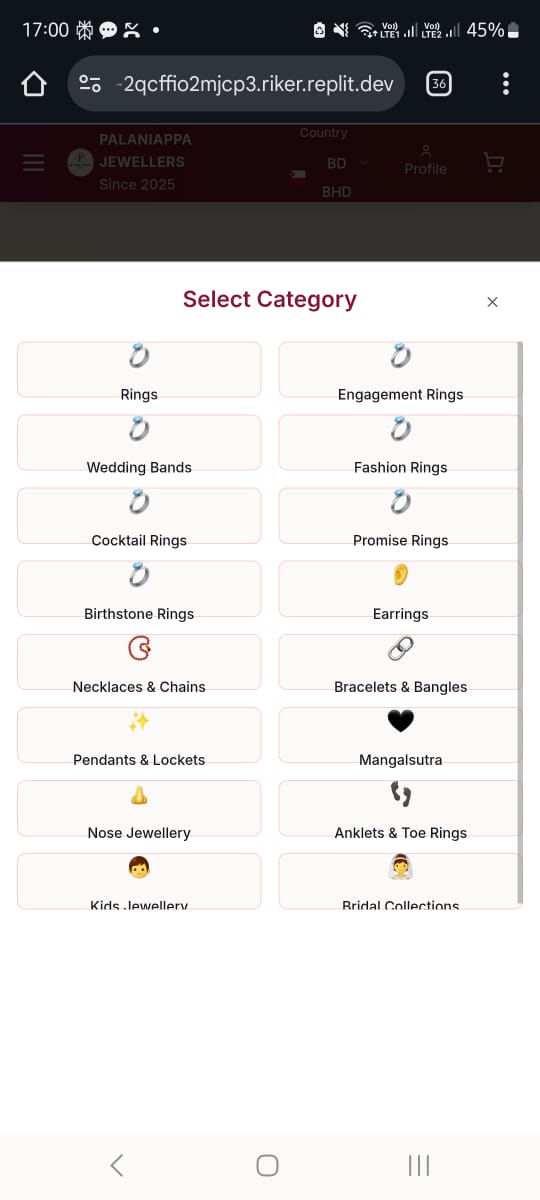 17:00
Vo)) LTE1
Vo)) LTE2
45%
-2qcffio2mjcp3.riker.replit.dev
36
PALANIAPPA
JEWELLERS
Since 2025
Country
BD
BHD
Profile
Select Category
×
Rings
Engagement Rings
Wedding Bands
Fashion Rings
Cocktail Rings
Promise Rings
Birthstone Rings
Earrings
Necklaces & Chains
Bracelets & Bangles
Pendants & Lockets
Mangalsutra
Nose Jewellery
Anklets & Toe Rings
Kids Jewellery
Bridal Collections